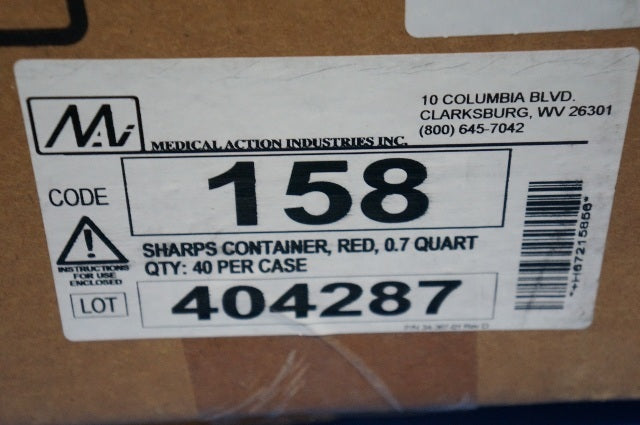 MAi
MEDICAL ACTION INDUSTRIES INC.
10 COLUMBIA BLVD.
CLARKSBURG, WV 26301
(800) 645-7042
CODE
158
SHARPS CONTAINER, RED, 0.7 QUART
QTY: 40 PER CASE
INSTRUCTIONS
FOR USE
ENCLOSED
LOT
404287